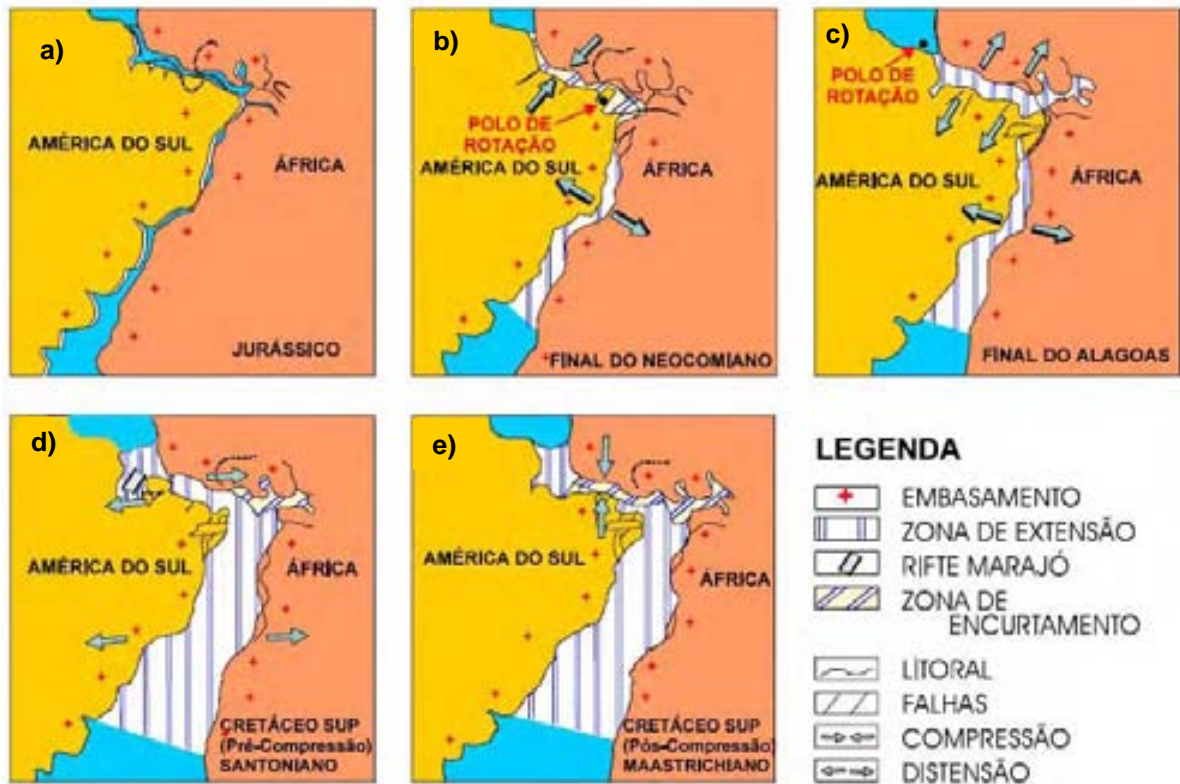 a)
AMÉRICA DO SUL
ÁFRICA
JURÁSSICO
b)
POLO DE
ROTAÇÃO
AMÉRICA DO SUL
ÁFRICA
FINAL DO NEOCOMIANO
c)
POLO DE
ROTAÇÃO
AMÉRICA DO SUL
ÁFRICA
FINAL DO ALAGOAS
d)
AMÉRICA DO SUL
ÁFRICA
CRETÁCEO SUP
(Pré-Compressão)
SANTONIANO
e)
AMÉRICA DO SUL
ÁFRICA
CRETÁCEO SUP
(Pós-Compressão)
MAASTRICHIANO
LEGENDA
EMBASAMENTO
ZONA DE EXTENSÃO
RIFTE MARAJÓ
ZONA DE
ENCURTAMENTO
LITORAL
FALHAS
COMPRESSÃO
DISTENSÃO